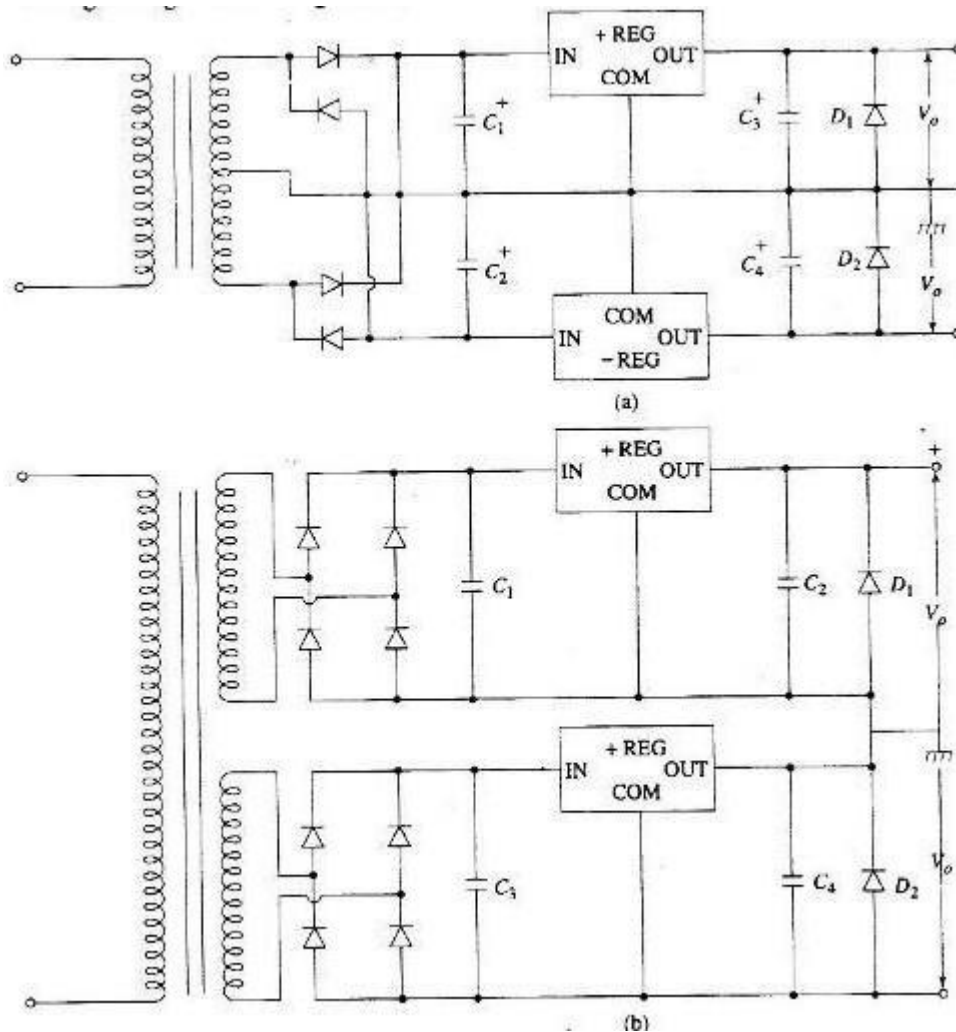 + REG
IN OUT
COM
C₁ +
C₃ +
D₁
Vₒ
C₂ +
C₄ +
D₂
Vₒ
COM
IN OUT
− REG
(a)
+ REG
IN OUT
COM
+
C₁
C₂
D₁
Vₒ
+ REG
IN OUT
COM
C₃
C₄
D₂
Vₒ
(b)